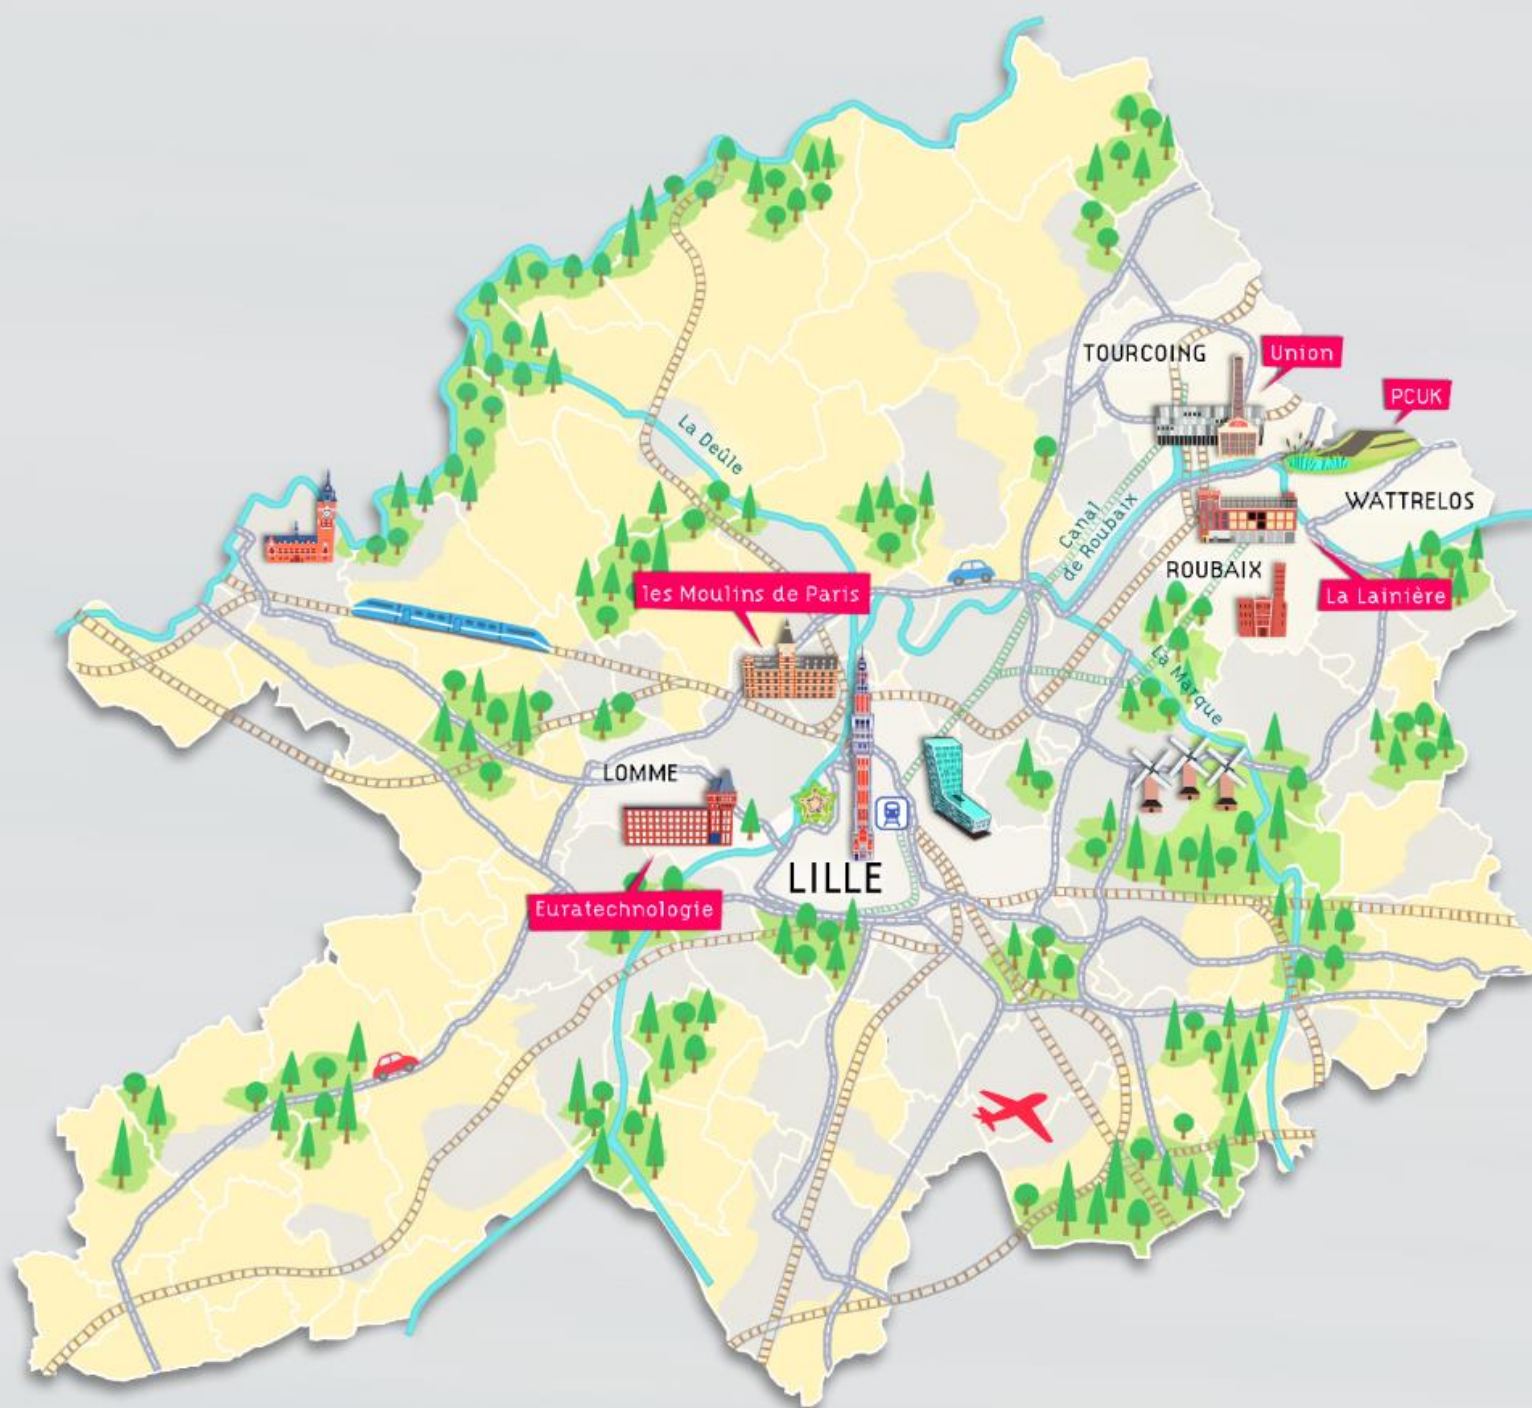 TOURCOING
Union
PCUK
La Deûle
WATTRELOS
Canal
de Roubaix
ROUBAIX
les Moulins de Paris
La Lainière
La Marque
LOMME
LILLE
Euratechnologie